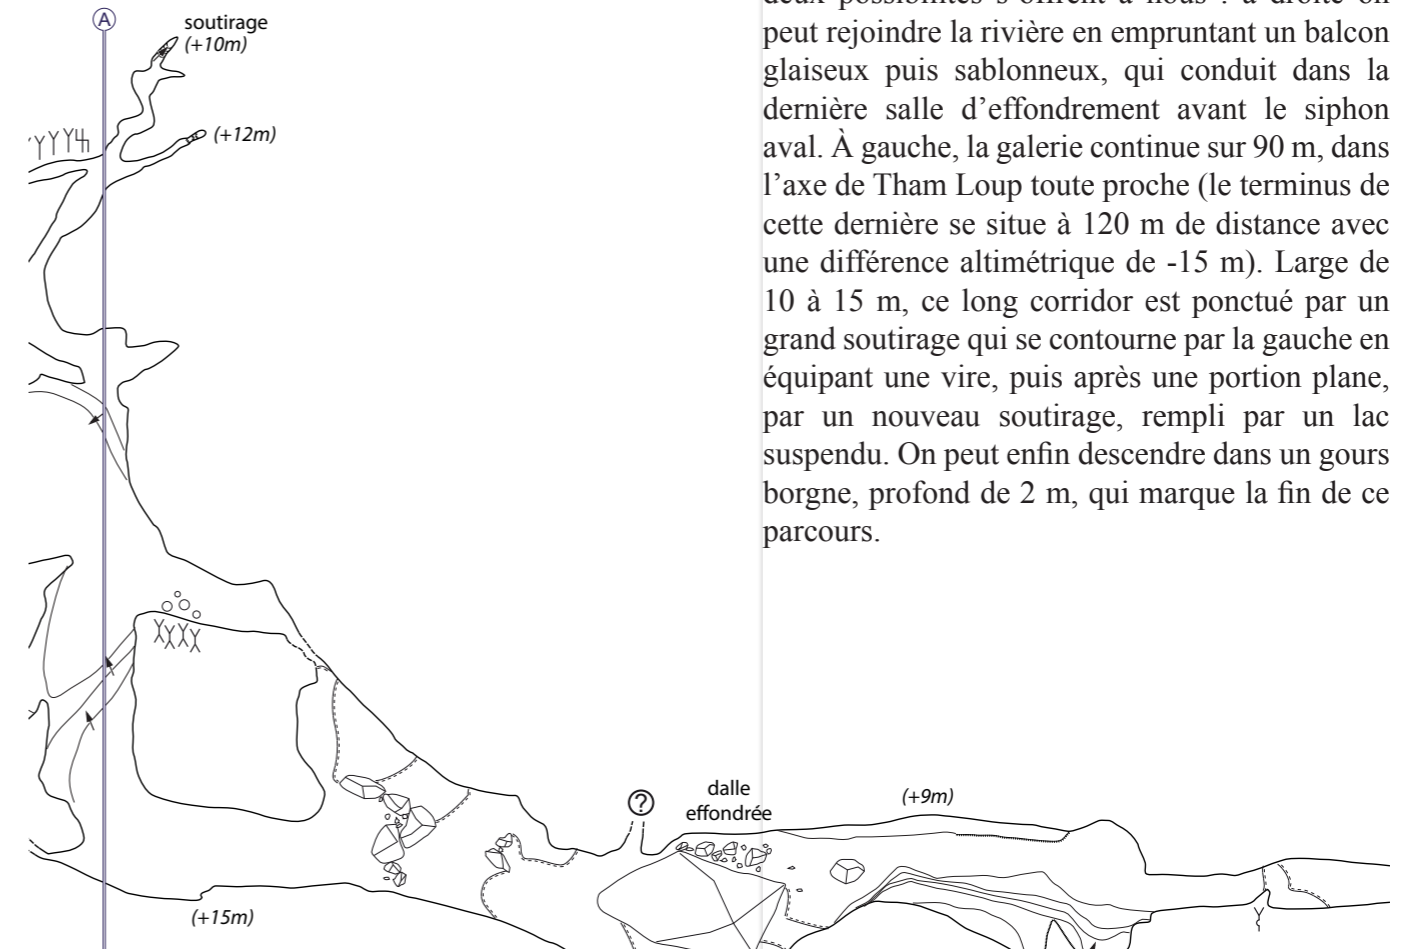 A
soutirage
(+10m)
(+12m)
peut rejoindre la rivière en empruntant un balcon
glaiseux puis sablonneux, qui conduit dans la
dernière salle d’effondrement avant le siphon
aval. À gauche, la galerie continue sur 90 m, dans
l’axe de Tham Loup toute proche (le terminus de
cette dernière se situe à 120 m de distance avec
une différence altimétrique de -15 m). Large de
10 à 15 m, ce long corridor est ponctué par un
grand soutirage qui se contourne par la gauche en
équipant une vire, puis après une portion plane,
par un nouveau soutirage, rempli par un lac
suspendu. On peut enfin descendre dans un gours
borgne, profond de 2 m, qui marque la fin de ce
parcours.
?
dalle
effondrée
(+9m)
(+15m)